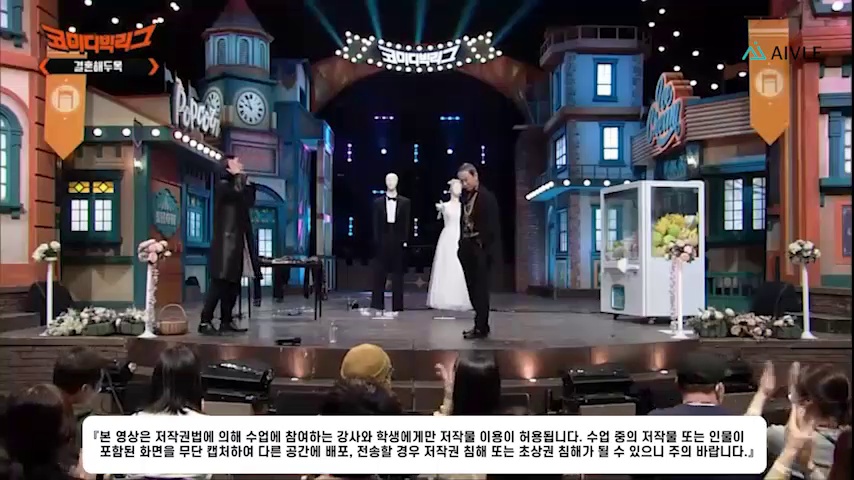 코미디빅리그
결혼해두목
코미디빅리그
AIVLE
Popcorn
Ice Cream
『본 영상은 저작권법에 의해 수업에 참여하는 강사와 학생에게만 저작물 이용이 허용됩니다. 수업 중의 저작물 또는 인물이
포함된 화면을 무단 캡처하여 다른 공간에 배포, 전송할 경우 저작권 침해 또는 초상권 침해가 될 수 있으니 주의 바랍니다.』